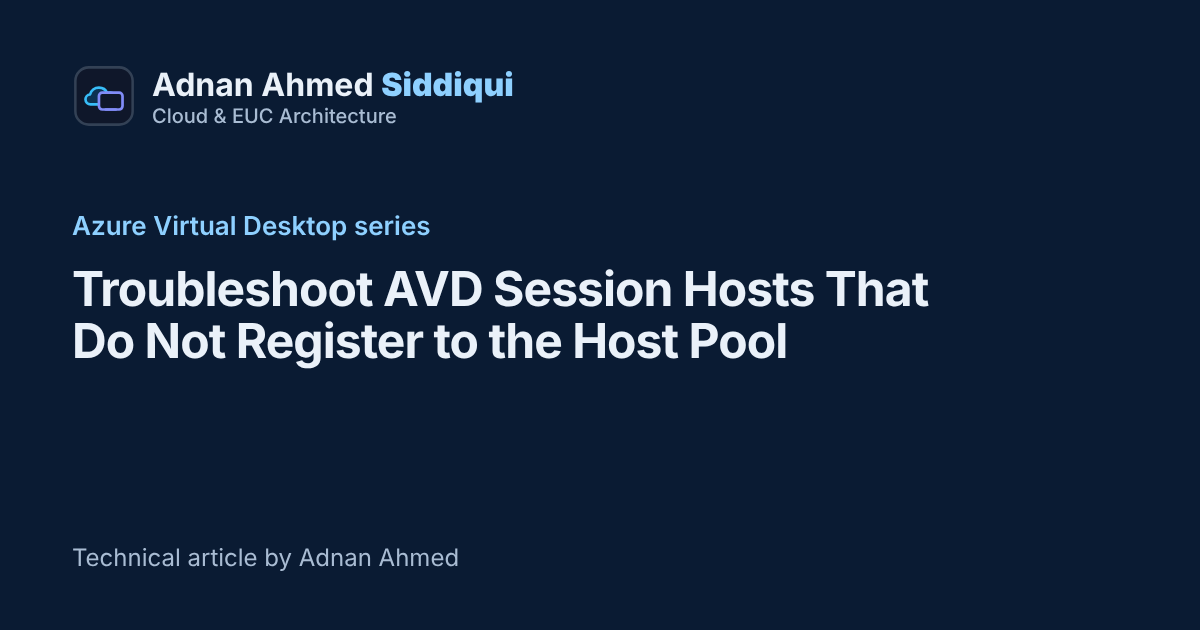 Adnan Ahmed Siddiqui
Cloud & EUC Architecture
Azure Virtual Desktop series
Troubleshoot AVD Session Hosts That
Do Not Register to the Host Pool
Technical article by Adnan Ahmed